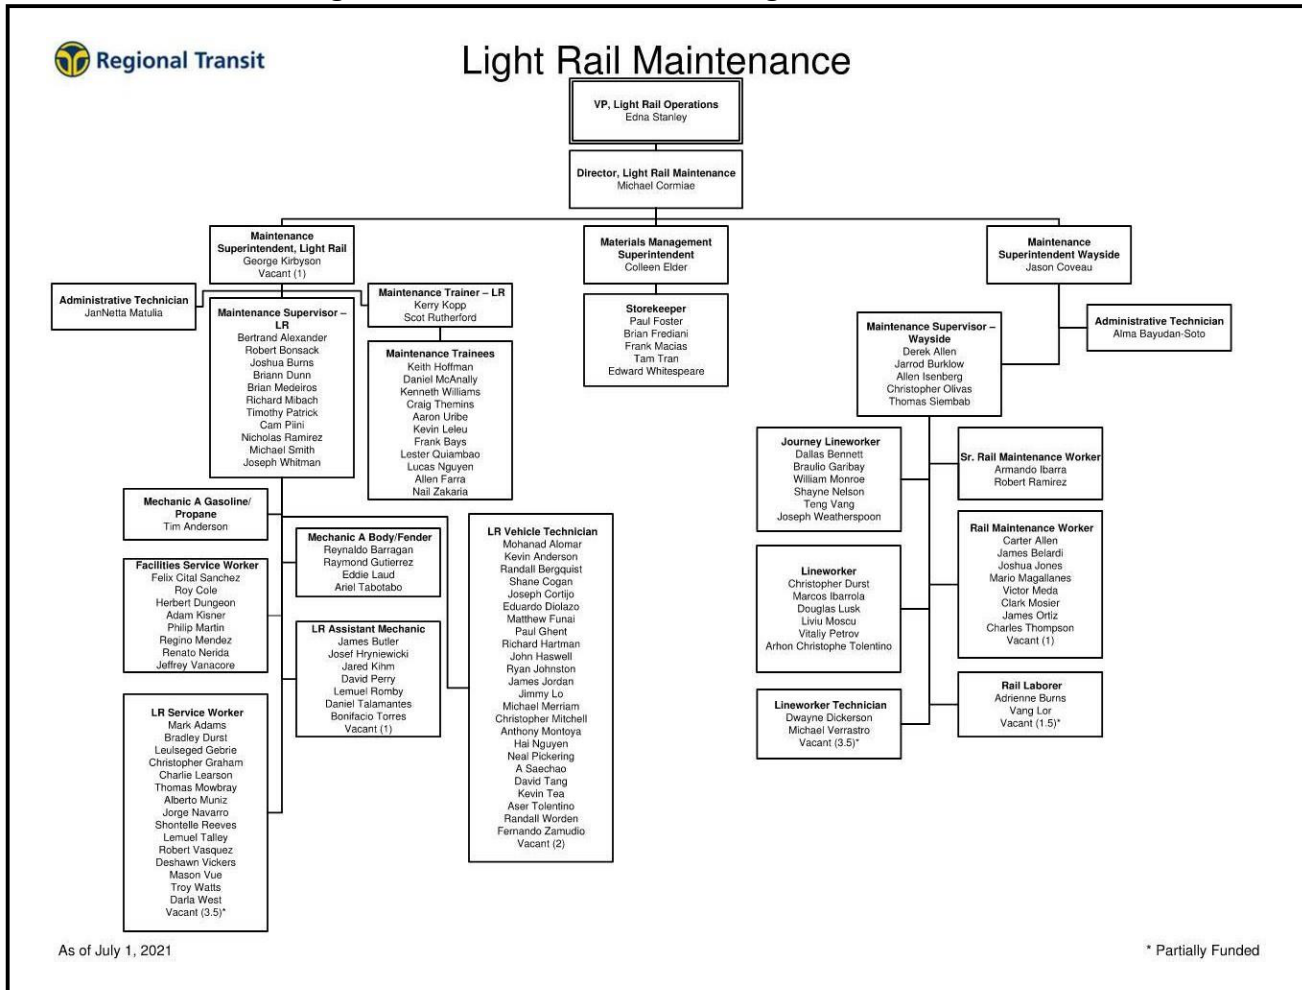 Regional Transit
Light Rail Maintenance
VP, Light Rail Operations
Edna Stanley
Director, Light Rail Maintenance
Michael Cormiae
Maintenance
Superintendent, Light Rail
George Kirbyson
Vacant (1)
Materials Management
Superintendent
Colleen Elder
Maintenance
Superintendent Wayside
Jason Coveau
Administrative Technician
JanNetta Matulia
Maintenance Supervisor –
LR
Bertrand Alexander
Robert Bonsack
Joshua Burns
Briann Dunn
Brian Medeiros
Richard Mibach
Timothy Patrick
Cam Piini
Nicholas Ramirez
Michael Smith
Joseph Whitman
Maintenance Trainer – LR
Kerry Kopp
Scot Rutherford
Maintenance Trainees
Keith Hoffman
Daniel McAnally
Kenneth Williams
Craig Themins
Aaron Uribe
Kevin Leleu
Frank Bays
Lester Quiambao
Lucas Nguyen
Allen Farra
Nail Zakaria
Storekeeper
Paul Foster
Brian Frediani
Frank Macias
Tam Tran
Edward Whitespeare
Maintenance Supervisor –
Wayside
Derek Allen
Jarrod Burklow
Allen Isenberg
Christopher Olivas
Thomas Siembab
Administrative Technician
Alma Bayudan-Soto
Mechanic A Gasoline/
Propane
Tim Anderson
Facilities Service Worker
Felix Cital Sanchez
Roy Cole
Herbert Dungeon
Adam Kisner
Philip Martin
Regino Mendez
Renato Nerida
Jeffrey Vanacore
LR Service Worker
Mark Adams
Bradley Durst
Leulseged Gebrie
Christopher Graham
Charlie Learson
Thomas Mowbray
Alberto Muniz
Jorge Navarro
Shontelle Reeves
Lemuel Talley
Robert Vasquez
Deshawn Vickers
Mason Vue
Troy Watts
Darla West
Vacant (3.5)*
Mechanic A Body/Fender
Reynaldo Barragan
Raymond Gutierrez
Eddie Laud
Ariel Tabotabo
LR Assistant Mechanic
James Butler
Josef Hryniewicki
Jared Kihm
David Perry
Lemuel Romby
Daniel Talamantes
Bonifacio Torres
Vacant (1)
LR Vehicle Technician
Mohanad Alomar
Kevin Anderson
Randall Bergquist
Shane Cogan
Joseph Cortijo
Eduardo Diolazo
Matthew Funai
Paul Ghent
Richard Hartman
John Haswell
Ryan Johnston
James Jordan
Jimmy Lo
Michael Merriam
Christopher Mitchell
Anthony Montoya
Hai Nguyen
Neal Pickering
A Saechao
David Tang
Kevin Tea
Aser Tolentino
Randall Worden
Fernando Zamudio
Vacant (2)
Journey Lineworker
Dallas Bennett
Braulio Garibay
William Monroe
Shayne Nelson
Teng Vang
Joseph Weatherspoon
Lineworker
Christopher Durst
Marcos Ibarrola
Douglas Lusk
Liviu Moscu
Vitaliy Petrov
Arhon Christophe Tolentino
Lineworker Technician
Dwayne Dickerson
Michael Verrastro
Vacant (3.5)*
Sr. Rail Maintenance Worker
Armando Ibarra
Robert Ramirez
Rail Maintenance Worker
Carter Allen
James Belardi
Joshua Jones
Mario Magallanes
Victor Meda
Clark Mosier
James Ortiz
Charles Thompson
Vacant (1)
Rail Laborer
Adrienne Burns
Vang Lor
Vacant (1.5)*
As of July 1, 2021
* Partially Funded